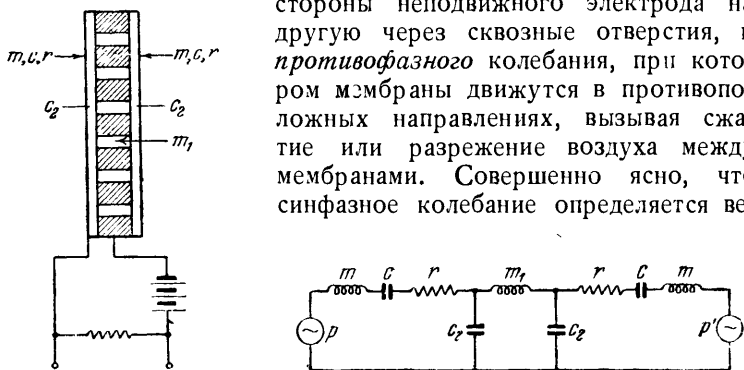 стороны неподвижного электрода на
другую через сквозные отверстия, и
противофазного колебания, при кото
ром мембраны движутся в противопо
ложных направлениях, вызывая сжа
тие или разрежение воздуха между
мембранами. Совершенно ясно, что
синфазное колебание определяется ве
m, c, r
m, c, r
c₂
c₂
m₁
m c r m₁ r c m
p c₂ c₂ p'